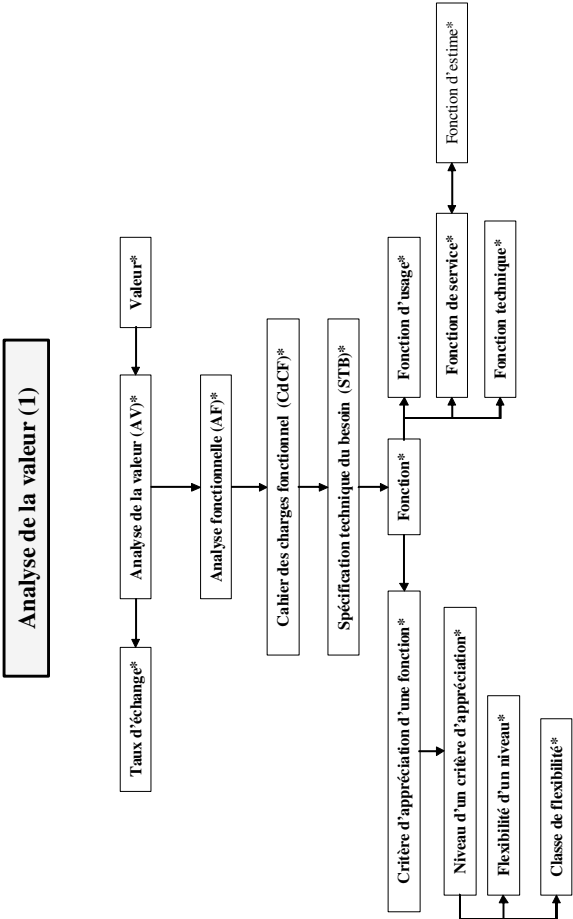 Analyse de la valeur (1)
Taux d'échange*
Analyse de la valeur (AV)*
Valeur*
Analyse fonctionnelle (AF)*
Cahier des charges fonctionnel (CdCF)*
Spécification technique du besoin (STB)*
Critère d'appréciation d'une fonction*
Fonction*
Fonction d'usage*
Niveau d'un critère d'appréciation*
Fonction de service*
Fonction d'estime*
Flexibilité d'un niveau*
Fonction technique*
Classe de flexibilité*